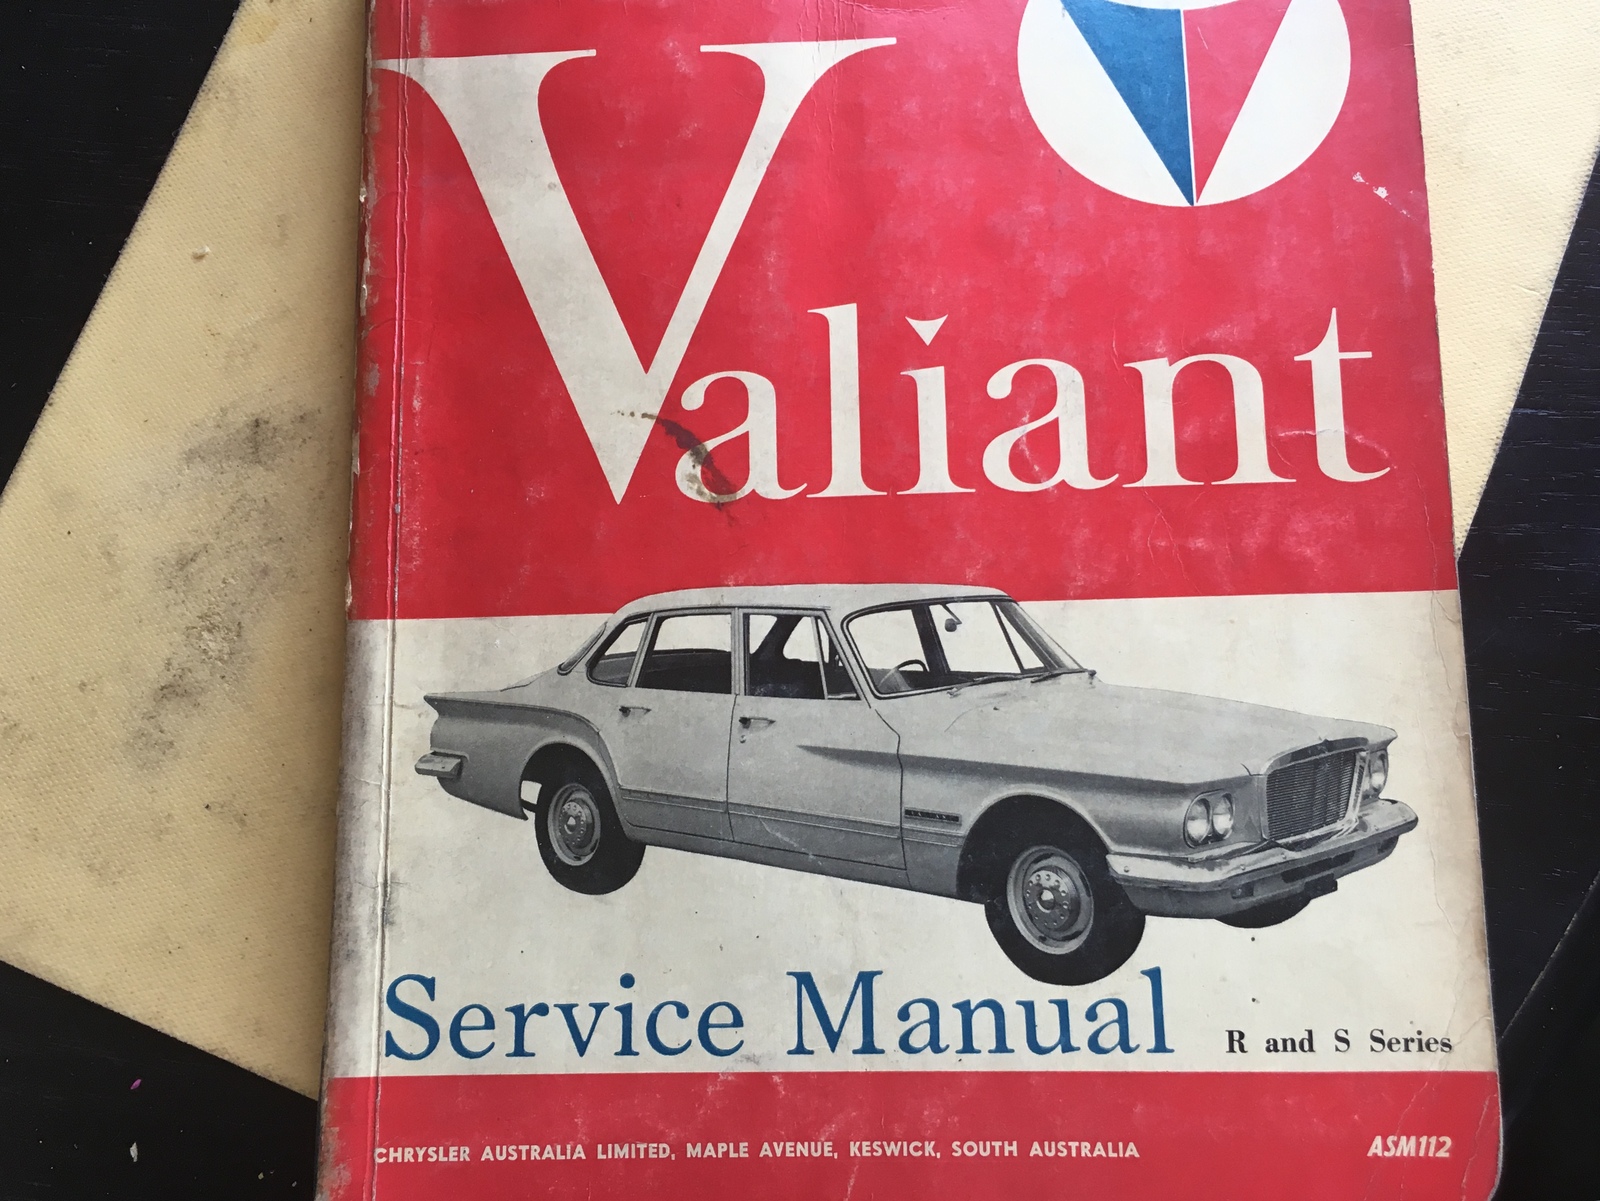 Valiant
Service Manual
R and S Series
CHRYSLER AUSTRALIA LIMITED, MAPLE AVENUE, KESWICK, SOUTH AUSTRALIA
ASM112